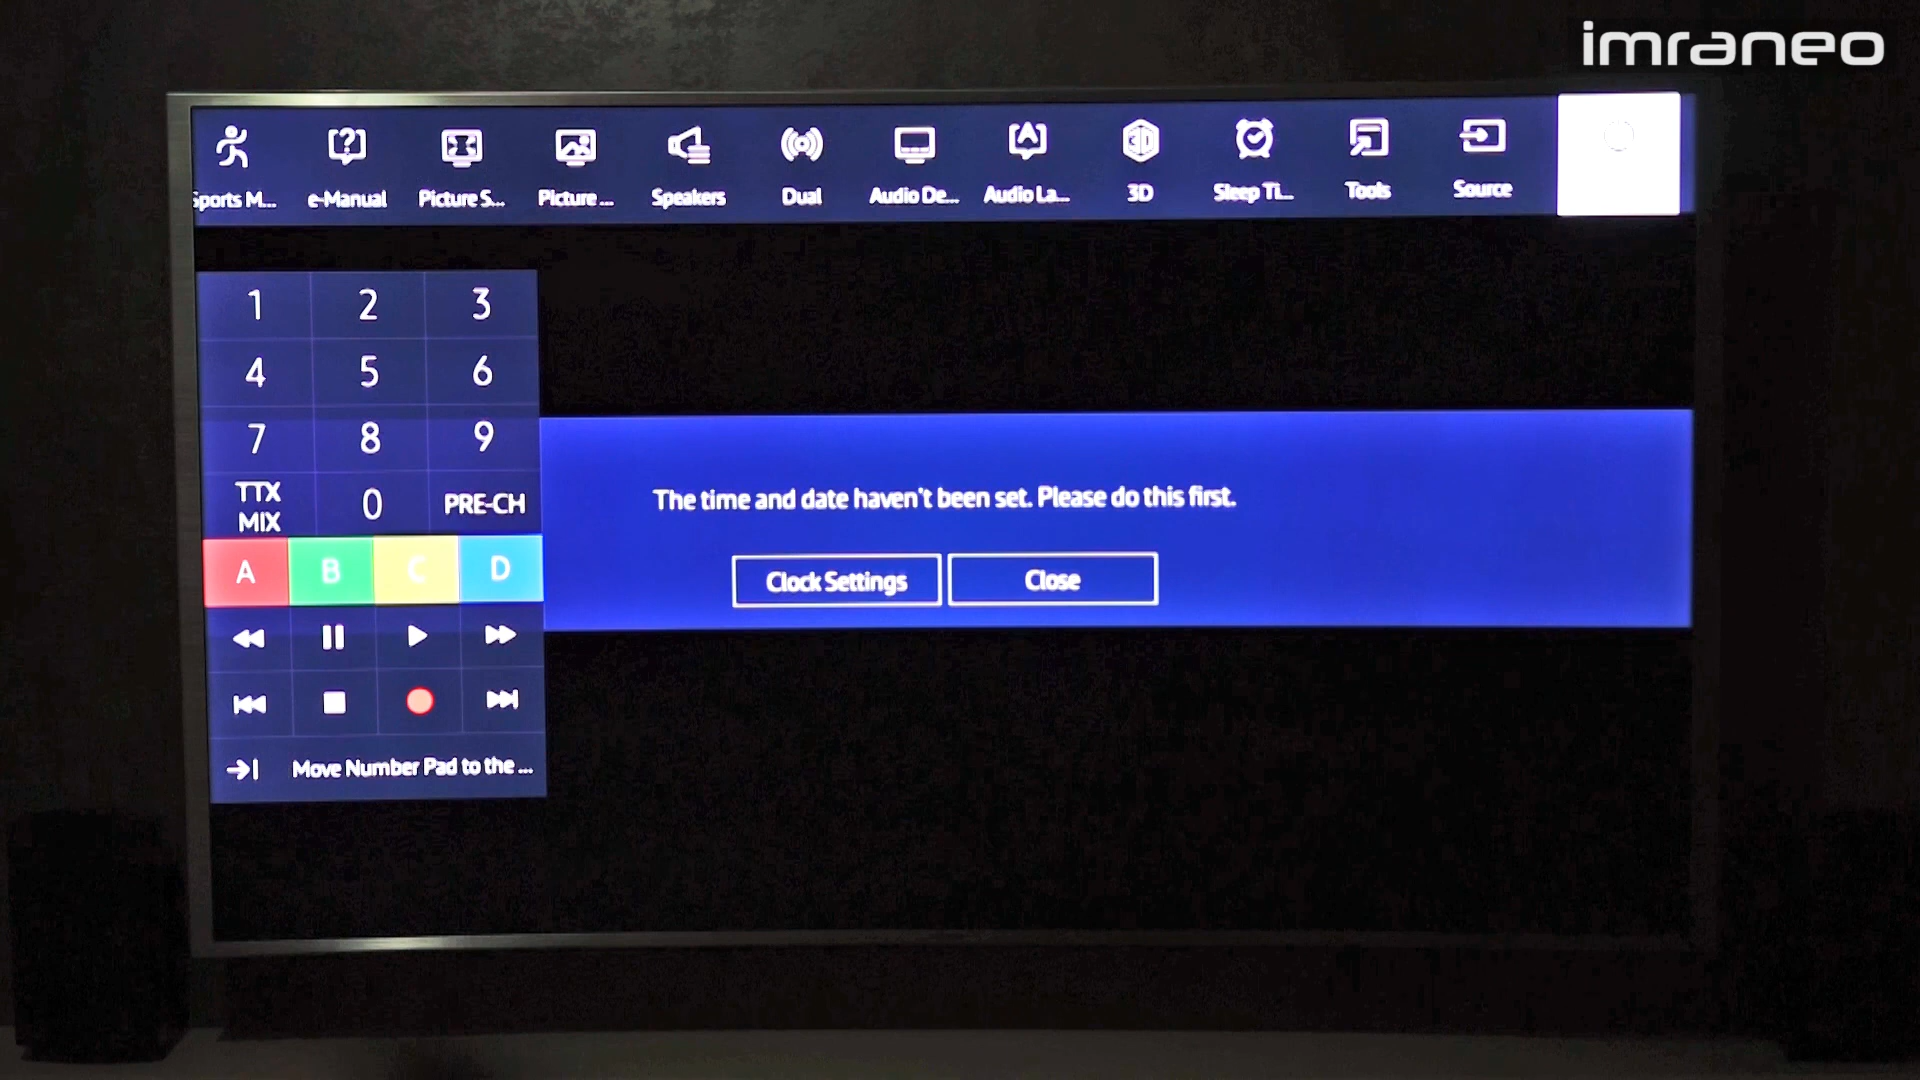 imraneo
Sports M...
e-Manual
Picture S...
Picture ...
Speakers
Dual
Audio De...
Audio La...
3D
Sleep Ti...
Tools
Source
1 2 3
4 5 6
7 8 9
TTX
MIX
0 PRE-CH
A B C D
Move Number Pad to the ...
The time and date haven't been set. Please do this first.
Clock Settings
Close